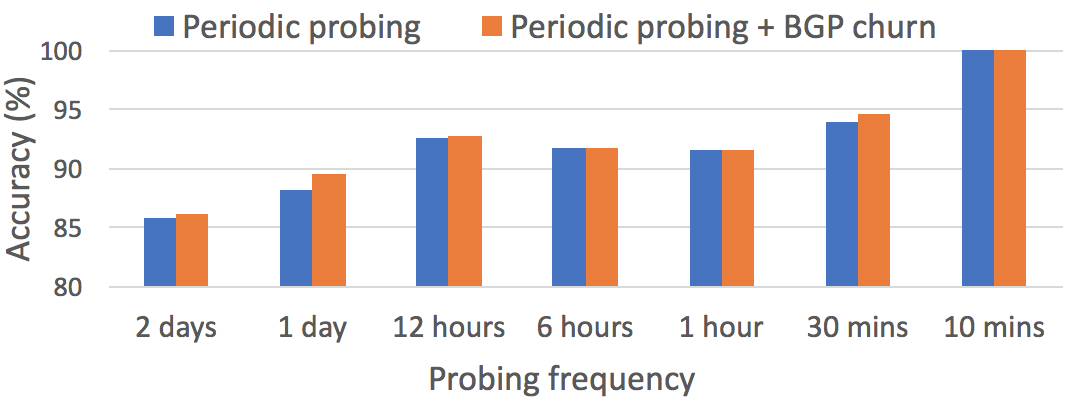 Periodic probing Periodic probing + BGP churn
100
95
90
85
80
Accuracy (%)
2 days 1 day 12 hours 6 hours 1 hour 30 mins 10 mins
Probing frequency